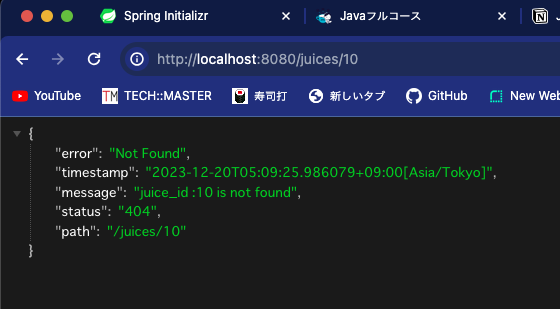 Spring Initializr
Javaフルコース
http://localhost:8080/juices/10
YouTube
TM TECH::MASTER
寿司打
新しいタブ
GitHub
New Web
{
"error": "Not Found",
"timestamp": "2023-12-20T05:09:25.986079+09:00[Asia/Tokyo]",
"message": "juice_id :10 is not found",
"status": "404",
"path": "/juices/10"
}